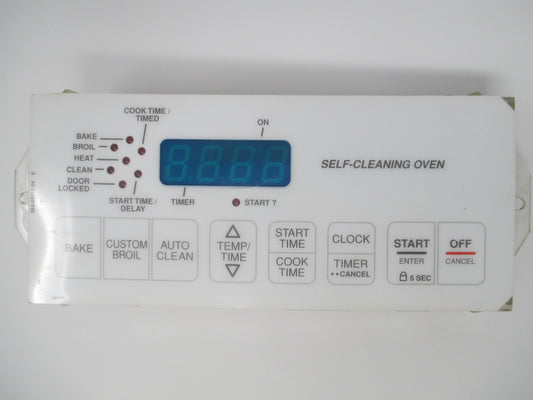 COOK TIME /
TIMED
ON
BAKE
BROIL
HEAT
CLEAN
DOOR
LOCKED
START TIME /
DELAY
TIMER
START ?
SELF-CLEANING OVEN
BAKE
CUSTOM
BROIL
AUTO
CLEAN
TEMP/
TIME
START
TIME
COOK
TIME
CLOCK
TIMER
**CANCEL
START
ENTER
5 SEC
OFF
CANCEL